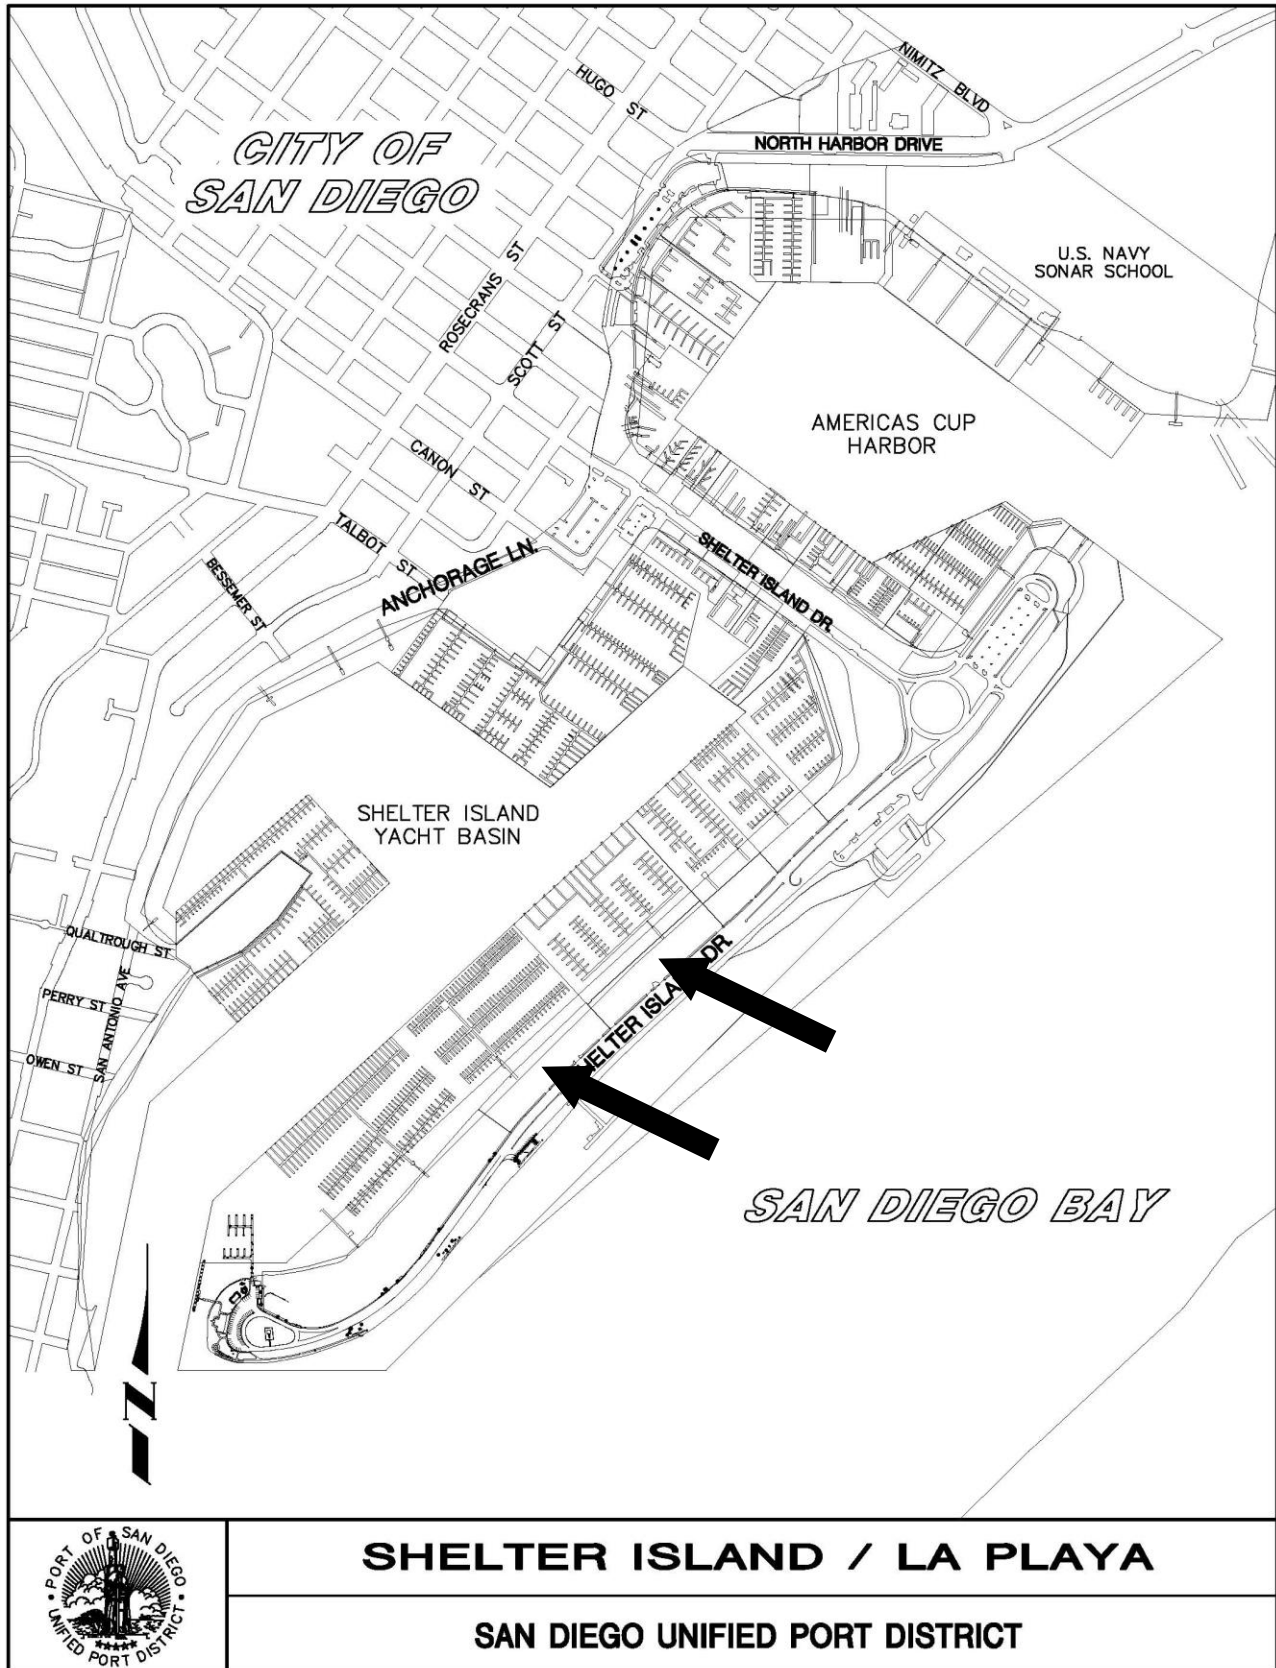 NIMITZ BLVD
HUGO ST
CITY OF
SAN DIEGO
NORTH HARBOR DRIVE
U.S. NAVY
SONAR SCHOOL
ROSECRANS ST
SCOTT ST
AMERICAS CUP
HARBOR
CANON ST
TALBOT ST
SHELTER ISLAND DR.
ANCHORAGE LN.
BESSEMER ST
SHELTER ISLAND
YACHT BASIN
QUALTROUGH ST
SAN ANTONIO AVE
PERRY ST
OWEN ST
HELTER ISLA DR.
SAN DIEGO BAY
N
PORT OF SAN DIEGO
UNIFIED PORT DISTRICT
SHELTER ISLAND / LA PLAYA
SAN DIEGO UNIFIED PORT DISTRICT